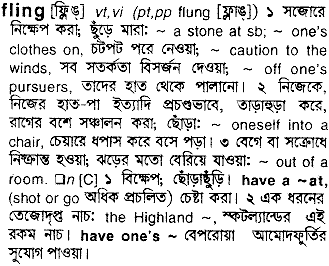 fling [ফ্লিঙ্] vt,vi (pt,pp flung [ফ্লাঙ্]) ১ সজোরে
নিক্ষেপ করা; ছুঁড়ে মারা: ~ a stone at sb; ~ one's
clothes on, চটপট পরে নেওয়া; ~ caution to the
winds, সব সতর্কতা বিসর্জন দেওয়া; ~ off one's
pursuers, তাদের হাত থেকে পালানো। ২ নিজেকে,
নিজের হাত-পা ইত্যাদি প্রচণ্ডভাবে, তাড়াহুড়া করে,
রাগের বশে সঞ্চালন করা; ছোঁড়া: ~ oneself into a
chair, চেয়ারে ধপাস করে বসে পড়া। ৩ বেগে বা সক্রোধে
নিষ্ক্রান্ত হওয়া; ঝড়ের মতো বেরিয়ে যাওয়া: ~ out of a
room. □n [C] ১ বিক্ষেপ; ছোঁড়াছুঁড়ি। have a ~at,
(shot or go অধিক প্রচলিত) চেষ্টা করা। ২ এক ধরনের
তেজোদৃপ্ত নাচ: the Highland ~, স্কটল্যান্ডের এই
রকম নাচ। have one's ~ বেপরোয়া আমোদফুর্তির
সুযোগ পাওয়া।